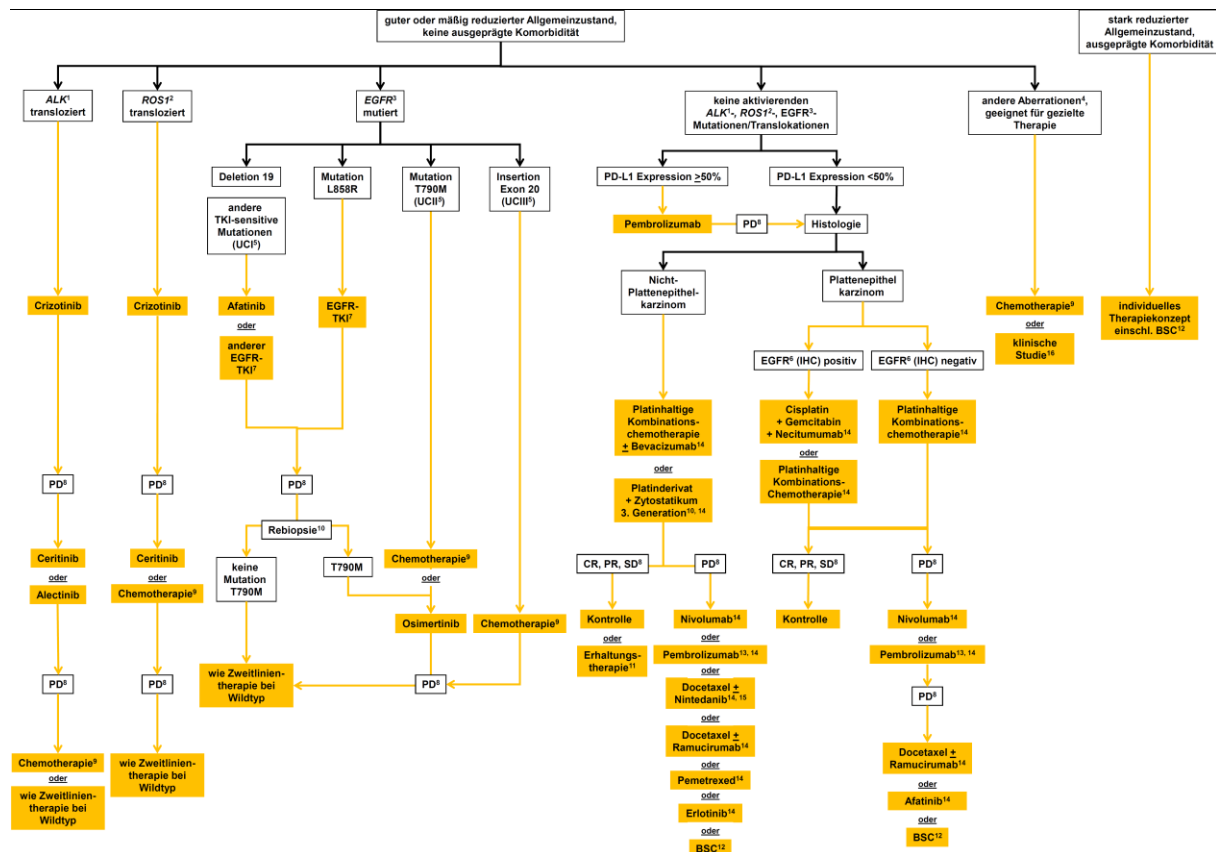 guter oder mäßig reduzierter Allgemeinzustand,
keine ausgeprägte Komorbidität
stark reduzierter
Allgemeinzustand,
ausgeprägte Komorbidität
ALK¹
transloziert
ROS1²
transloziert
EGFR³
mutiert
keine aktivierenden
ALK¹-, ROS1²-, EGFR³-
Mutationen/Translokationen
andere Aberrationen⁴,
geeignet für gezielte
Therapie
Deletion 19
andere
TKI-sensitive
Mutationen
(UCI⁵)
Mutation
L858R
Mutation
T790M
(UCII⁵)
Insertion
Exon 20
(UCIII⁵)
PD-L1 Expression ≥50%
PD-L1 Expression <50%
Pembrolizumab
PD⁸
Histologie
Nicht-
Plattenepithel-
karzinom
Plattenepithel
karzinom
Crizotinib
Crizotinib
Afatinib
oder
anderer
EGFR-
TKI⁷
EGFR-
TKI⁷
Chemotherapie⁹
oder
klinische
Studie¹⁶
individuelles
Therapiekonzept
einschl. BSC¹²
EGFR⁶ (IHC) positiv
EGFR⁶ (IHC) negativ
Platinhaltige
Kombinations-
chemotherapie
± Bevacizumab¹⁴
oder
Platinderivat
+ Zytostatikum
3. Generation¹⁰, ¹⁴
Cisplatin
+ Gemcitabin
+ Necitumumab¹⁴
oder
Platinhaltige
Kombinations-
Chemotherapie¹⁴
Platinhaltige
Kombinations-
chemotherapie¹⁴
PD⁸
PD⁸
PD⁸
Rebiopsie¹⁰
keine
Mutation
T790M
T790M
Ceritinib
oder
Alectinib
Ceritinib
oder
Chemotherapie⁹
Chemotherapie⁹
oder
Osimertinib
Chemotherapie⁹
CR, PR, SD⁸
PD⁸
CR, PR, SD⁸
PD⁸
Kontrolle
oder
Erhaltungs-
therapie¹¹
Nivolumab¹⁴
oder
Pembrolizumab¹³, ¹⁴
oder
Docetaxel ±
Nintedanib¹⁴, ¹⁵
oder
Docetaxel ±
Ramucirumab¹⁴
oder
Pemetrexed¹⁴
oder
Erlotinib¹⁴
oder
BSC¹²
Kontrolle
Nivolumab¹⁴
oder
Pembrolizumab¹³, ¹⁴
PD⁸
Docetaxel ±
Ramucirumab¹⁴
oder
Afatinib¹⁴
oder
BSC¹²
PD⁸
PD⁸
wie Zweitlinien-
therapie bei
Wildtyp
PD⁸
Chemotherapie⁹
oder
wie Zweitlinien-
therapie bei
Wildtyp
wie Zweitlinien-
therapie bei
Wildtyp